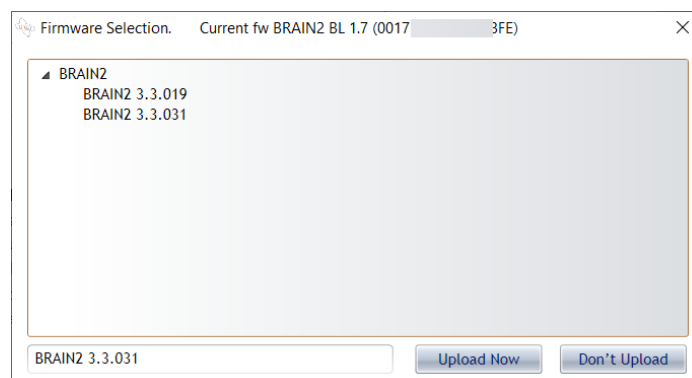 Firmware Selection. Current fw BRAIN2 BL 1.7 (0017 3FE)
BRAIN2
BRAIN2 3.3.019
BRAIN2 3.3.031
BRAIN2 3.3.031
Upload Now
Don't Upload